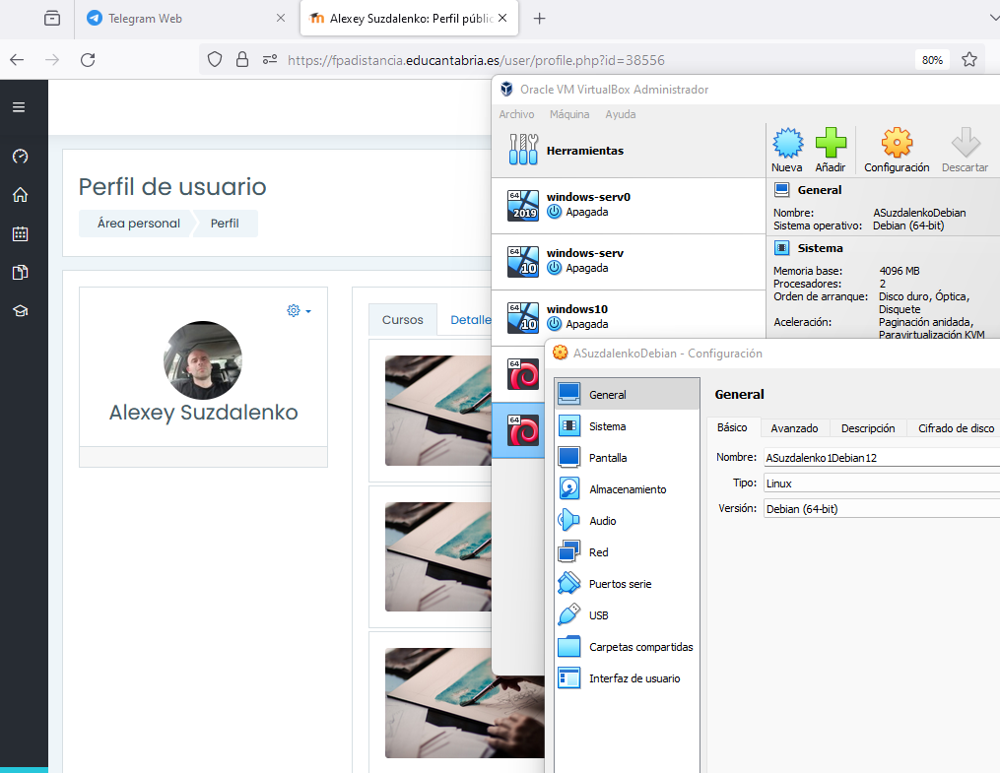 Telegram Web
Alexey Suzdalenko: Perfil públic
https://fpadistancia.educantabria.es/user/profile.php?id=38556
80%
Perfil de usuario
Área personal
Perfil
Alexey Suzdalenko
Cursos
Detalle
Oracle VM VirtualBox Administrador
Archivo Máquina Ayuda
Herramientas
Nueva Añadir Configuración Descartar
64
2019
windows-serv0
Apagada
64
10
windows-serv
Apagada
64
10
windows10
Apagada
64
64
General
Nombre: ASuzdalenkoDebian
Sistema operativo: Debian (64-bit)
Sistema
Memoria base: 4096 MB
Procesadores: 2
Orden de arranque: Disco duro, Óptica,
Disquete
Aceleración: Paginación anidada,
Paravirtualización KVM
ASuzdalenkoDebian - Configuración
General
Sistema
Pantalla
Almacenamiento
Audio
Red
Puertos serie
USB
Carpetas compartidas
Interfaz de usuario
General
Básico Avanzado Descripción Cifrado de disco
Nombre: ASuzdalenko1Debian12
Tipo: Linux
Versión: Debian (64-bit)